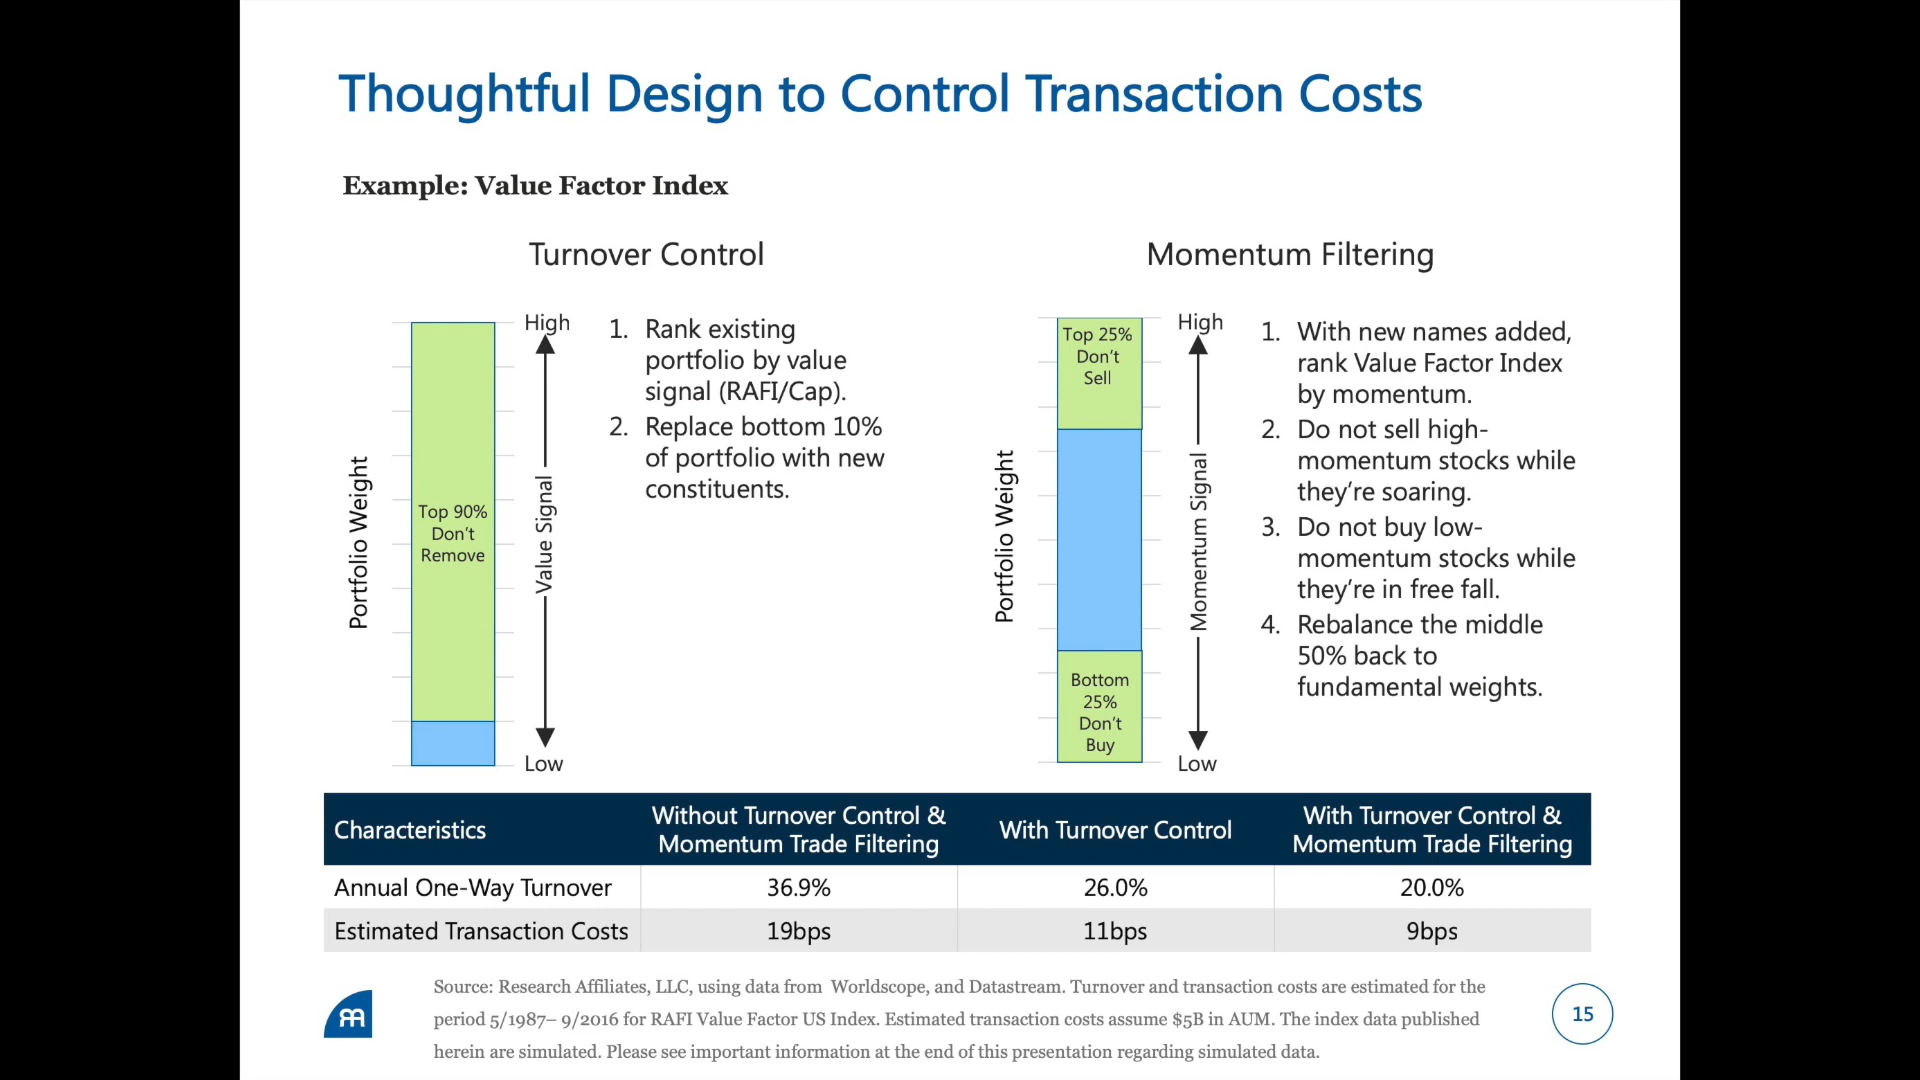 Thoughtful Design to Control Transaction Costs
Example: Value Factor Index
Turnover Control
Portfolio Weight
Top 90%
Don't
Remove
High
Value Signal
Low
1. Rank existing
portfolio by value
signal (RAFI/Cap).
2. Replace bottom 10%
of portfolio with new
constituents.
Momentum Filtering
Portfolio Weight
Top 25%
Don't
Sell
Bottom
25%
Don't
Buy
High
Momentum Signal
Low
1. With new names added,
rank Value Factor Index
by momentum.
2. Do not sell high-
momentum stocks while
they're soaring.
3. Do not buy low-
momentum stocks while
they're in free fall.
4. Rebalance the middle
50% back to
fundamental weights.
Characteristics
Without Turnover Control &
Momentum Trade Filtering
With Turnover Control
With Turnover Control &
Momentum Trade Filtering
Annual One-Way Turnover 36.9% 26.0% 20.0%
Estimated Transaction Costs 19bps 11bps 9bps
Source: Research Affiliates, LLC, using data from Worldscope, and Datastream. Turnover and transaction costs are estimated for the
period 5/1987– 9/2016 for RAFI Value Factor US Index. Estimated transaction costs assume $5B in AUM. The index data published
herein are simulated. Please see important information at the end of this presentation regarding simulated data.
15